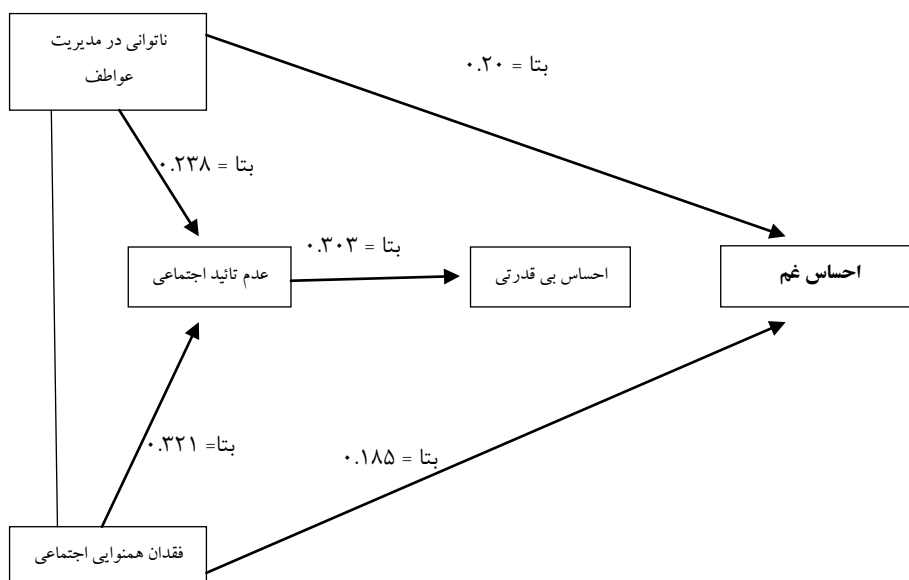 ناتوانی در مدیریت
عواطف
بتا = ۰.۲۰
بتا = ۰.۲۳۸
بتا = ۰.۳۰۳
عدم تائید اجتماعی
احساس بی قدرتی
احساس غم
بتا= ۰.۳۲۱
بتا = ۰.۱۸۵
فقدان همنوایی اجتماعی